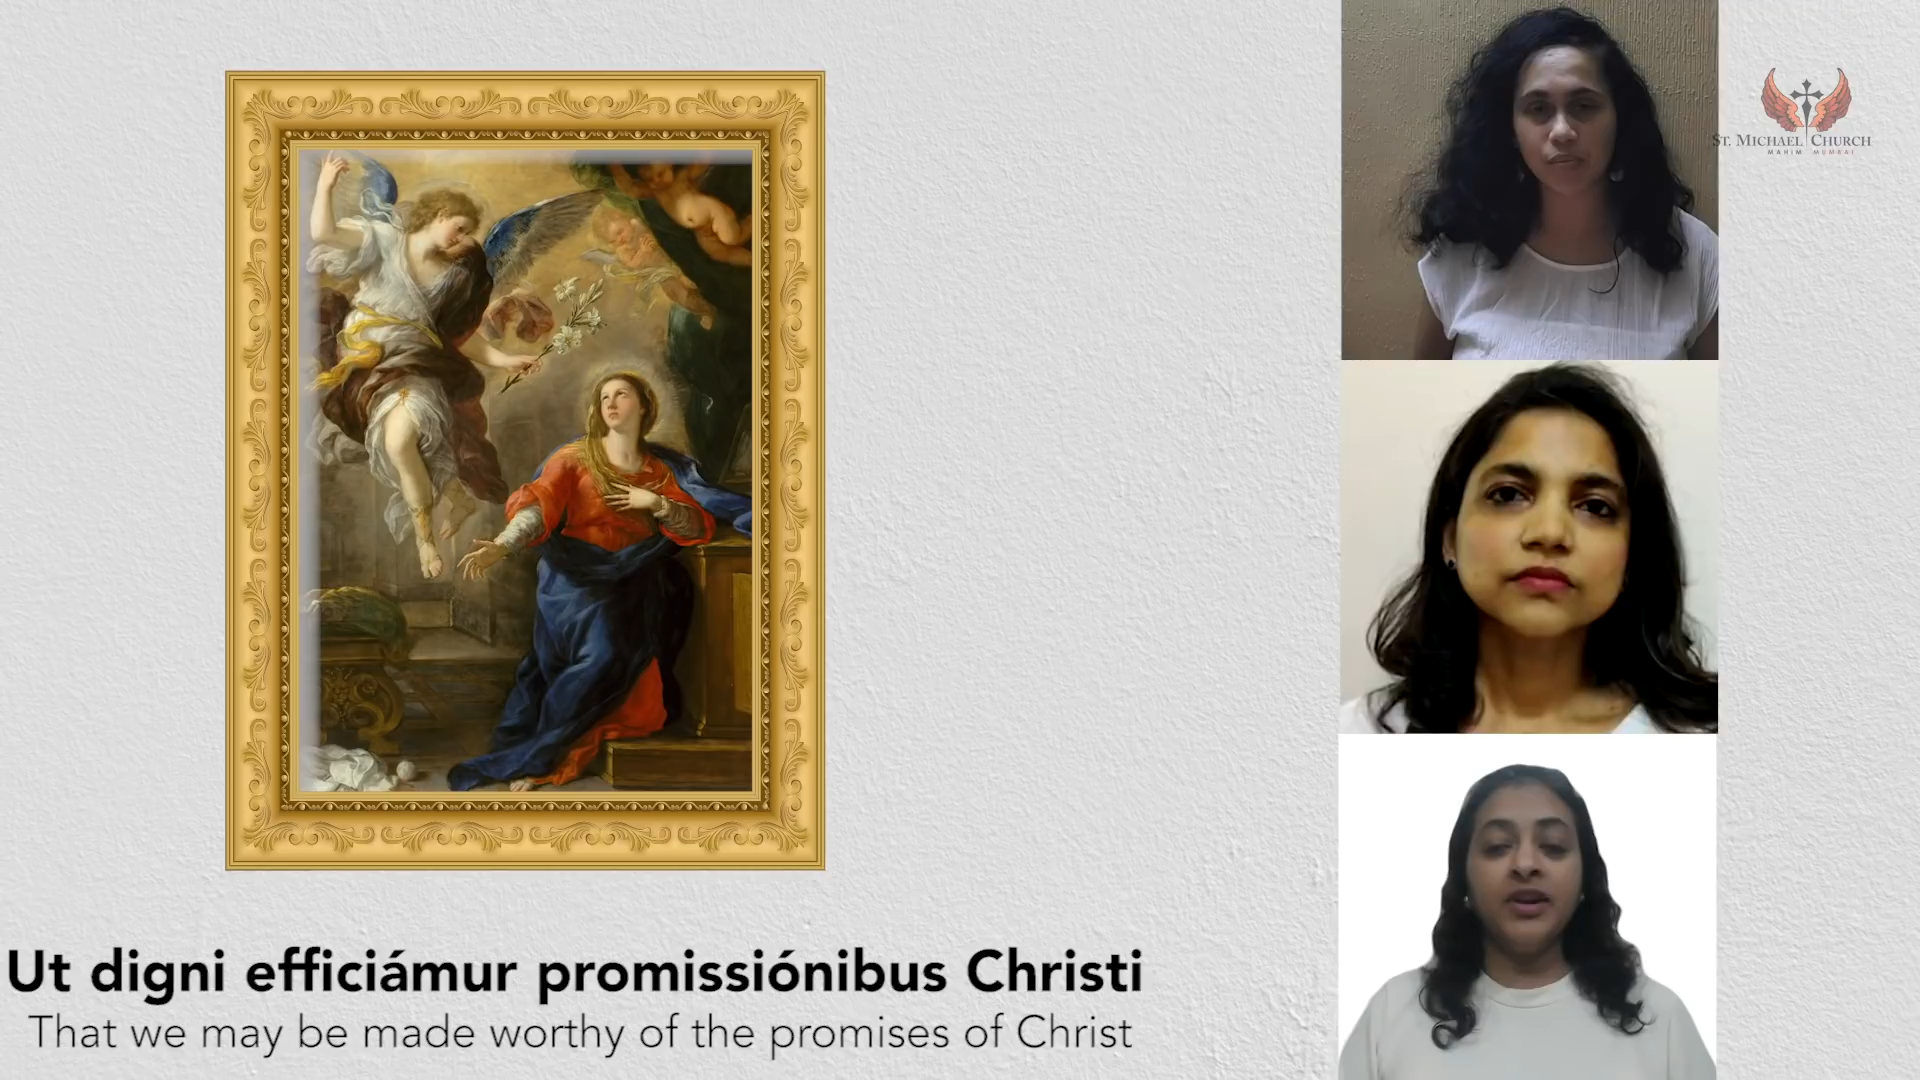 St. Michael Church
MAHIM MUMBAI
Ut digni efficiámur promissiónibus Christi
That we may be made worthy of the promises of Christ